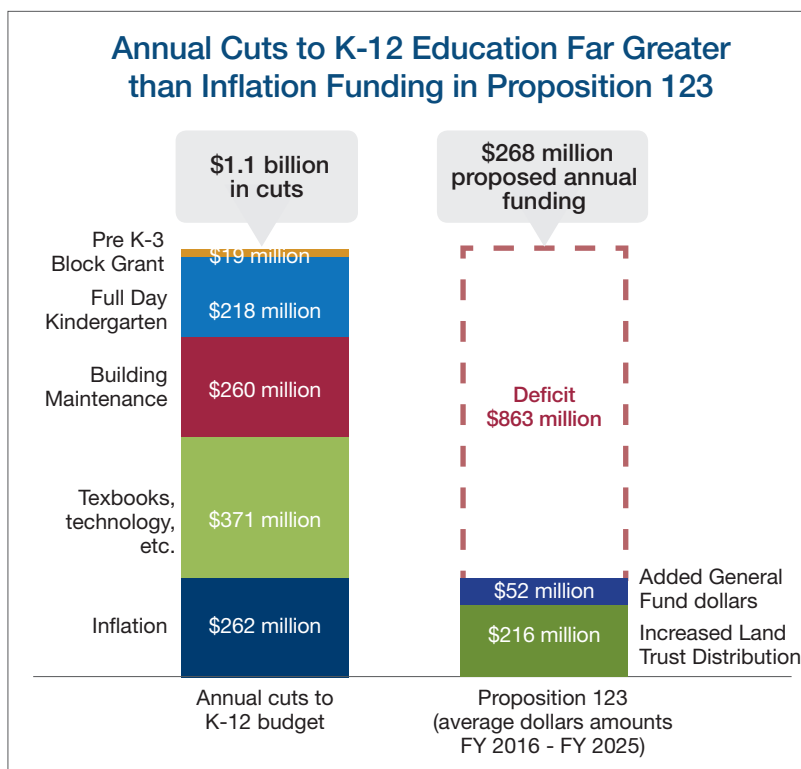 Annual Cuts to K-12 Education Far Greater
than Inflation Funding in Proposition 123
$1.1 billion
in cuts
$268 million
proposed annual
funding
Pre K-3
Block Grant
$19 million
Full Day
Kindergarten
$218 million
Building
Maintenance
$260 million
Deficit
$863 million
Texbooks,
technology,
etc.
$371 million
Inflation
$262 million
$52 million
Added General
Fund dollars
$216 million
Increased Land
Trust Distribution
Annual cuts to
K-12 budget
Proposition 123
(average dollars amounts
FY 2016 - FY 2025)